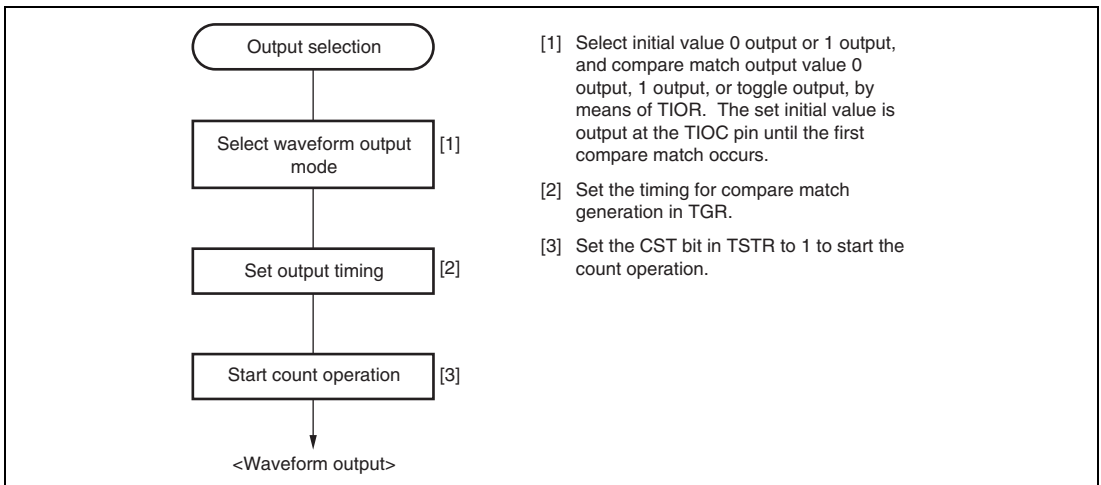 Output selection
Select waveform output
mode
[1]
Set output timing
[2]
Start count operation
[3]
<Waveform output>
[1] Select initial value 0 output or 1 output,
and compare match output value 0
output, 1 output, or toggle output, by
means of TIOR. The set initial value is
output at the TIOC pin until the first
compare match occurs.
[2] Set the timing for compare match
generation in TGR.
[3] Set the CST bit in TSTR to 1 to start the
count operation.